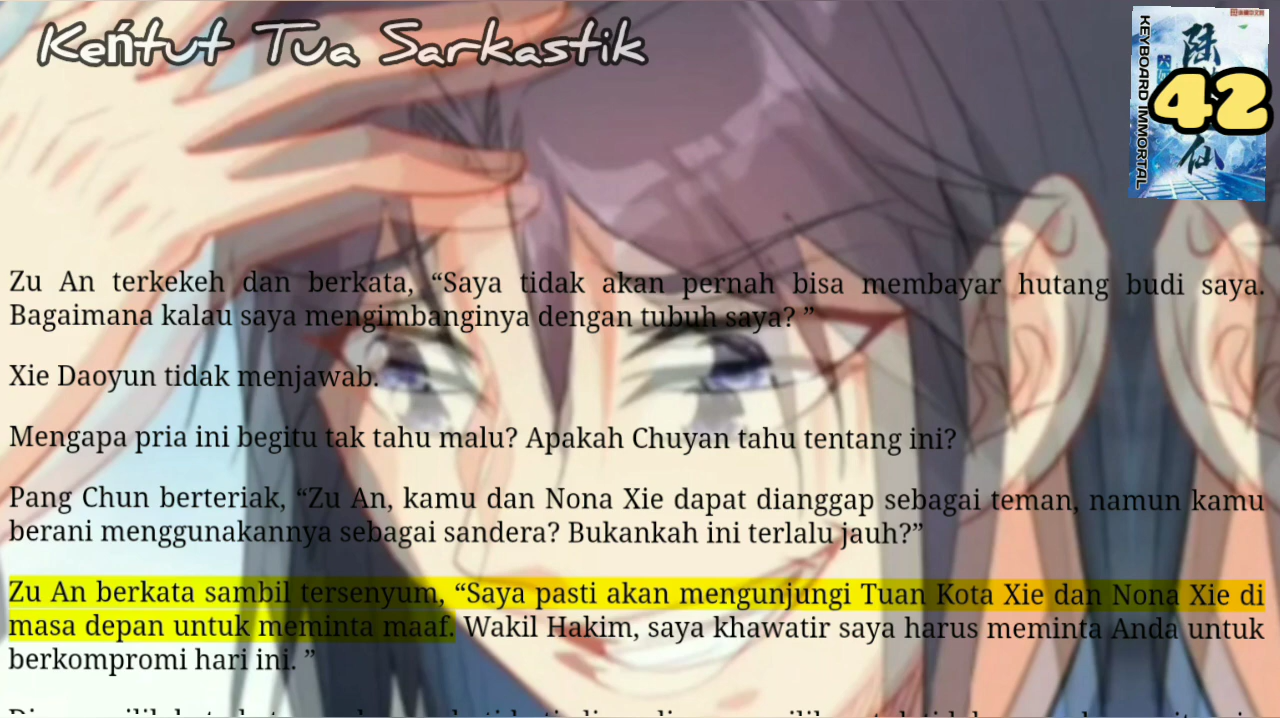 Keńtut Tua Sarkastik
KEYBOARD IMMORTAL
42
Zu An terkekeh dan berkata, “Saya tidak akan pernah bisa membayar hutang budi saya.
Bagaimana kalau saya mengimbanginya dengan tubuh saya? ”
Xie Daoyun tidak menjawab.
Mengapa pria ini begitu tak tahu malu? Apakah Chuyan tahu tentang ini?
Pang Chun berteriak, “Zu An, kamu dan Nona Xie dapat dianggap sebagai teman, namun kamu
berani menggunakannya sebagai sandera? Bukankah ini terlalu jauh?”
Zu An berkata sambil tersenyum, “Saya pasti akan mengunjungi Tuan Kota Xie dan Nona Xie di
masa depan untuk meminta maaf. Wakil Hakim, saya khawatir saya harus meminta Anda untuk
berkompromi hari ini. ”